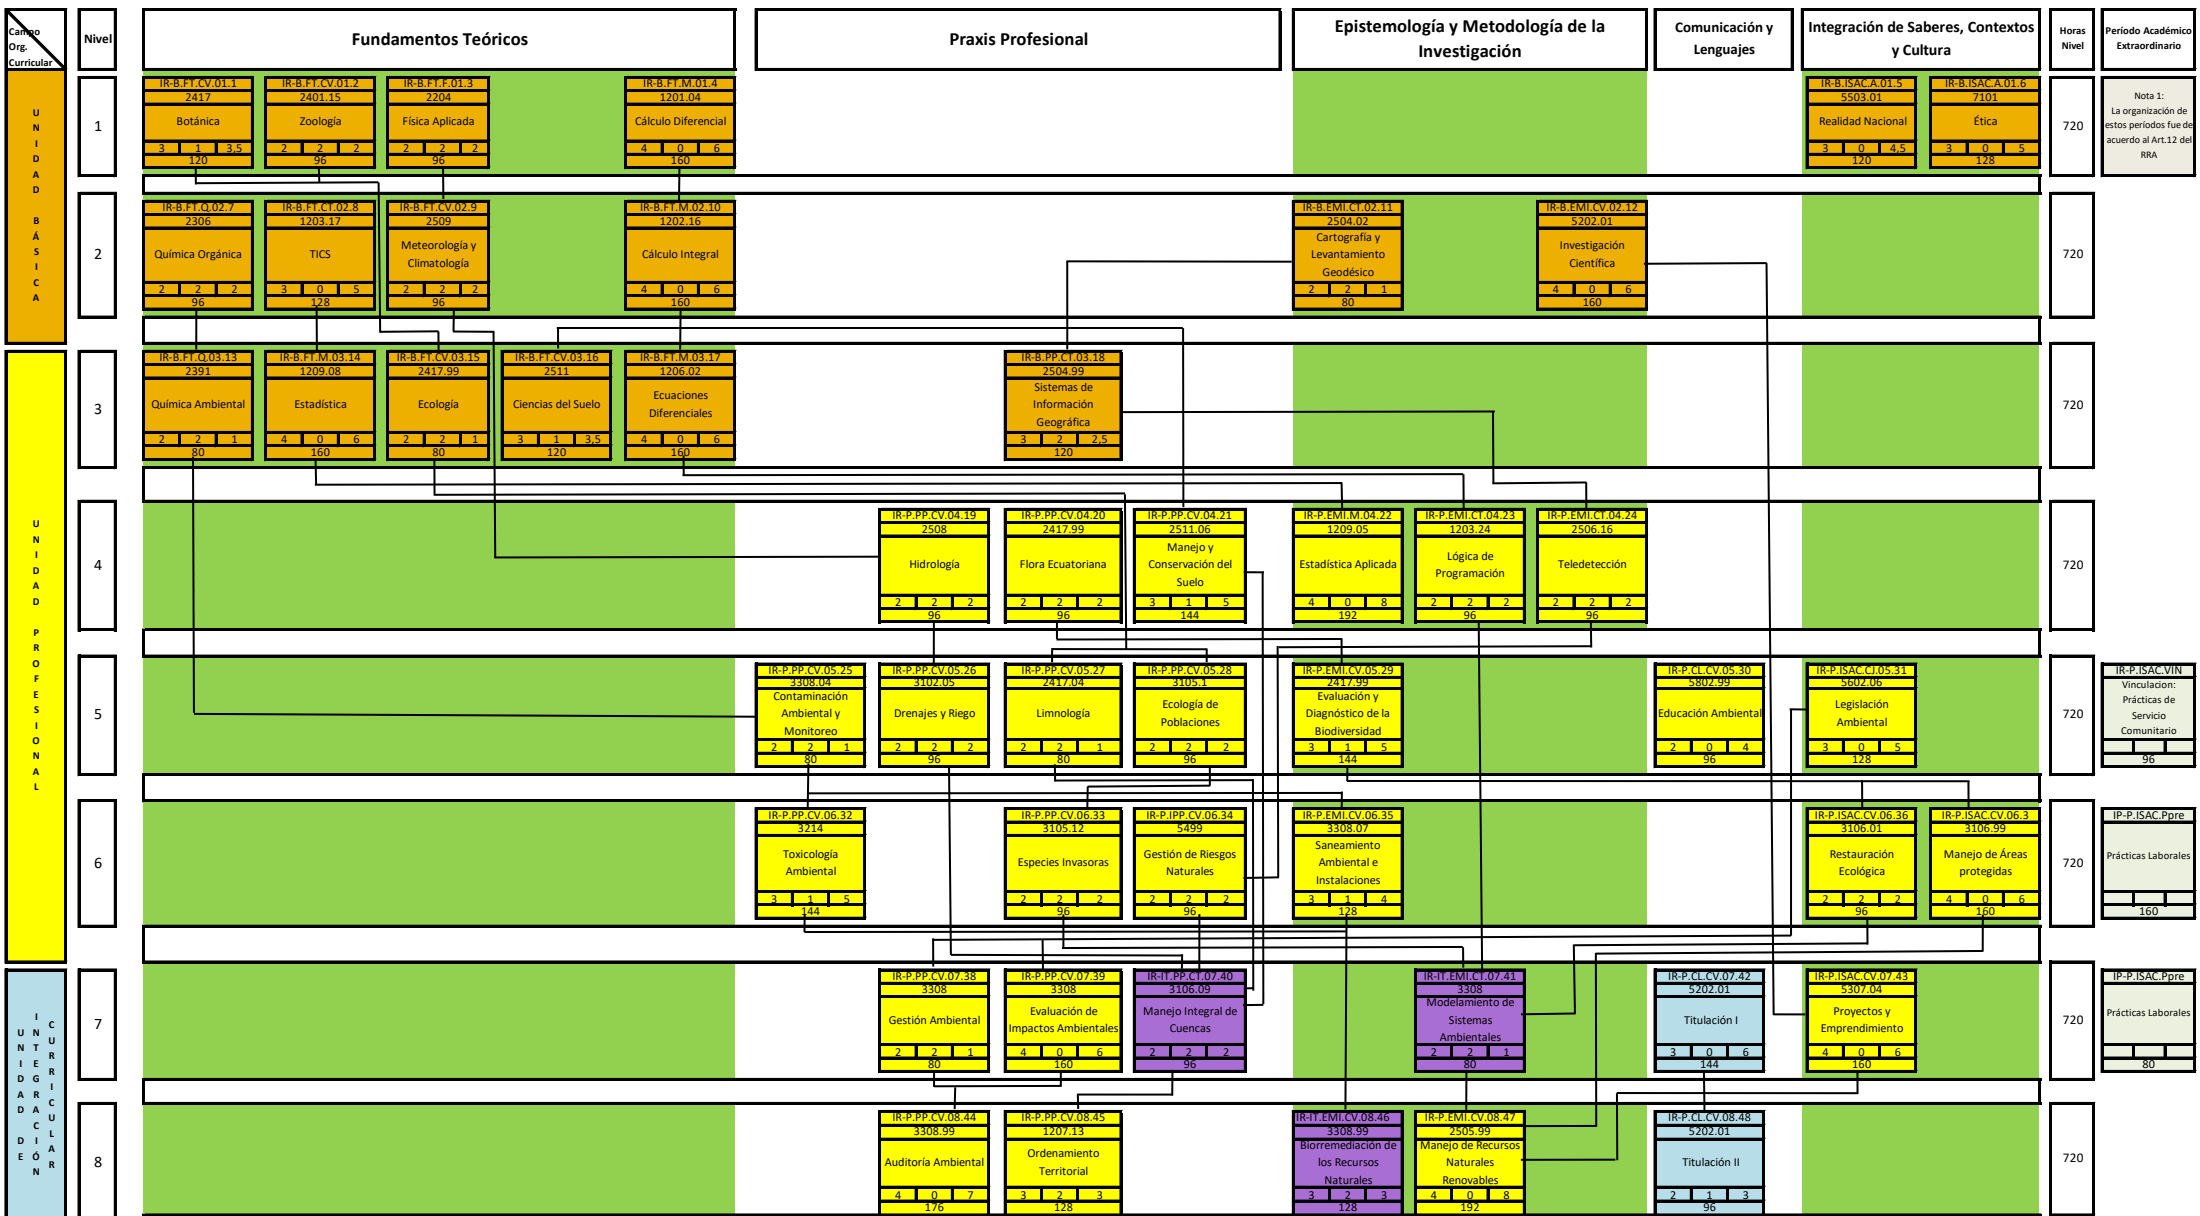 Campo
Org.
Curricular
Nivel
Fundamentos Teóricos
Praxis Profesional
Epistemología y Metodología de la
Investigación
Comunicación y
Lenguajes
Integración de Saberes, Contextos
y Cultura
Horas
Nivel
Período Académico
Extraordinario
UNIDAD BÁSICA
1
IR-B.FT.CV.01.1
2417
Botánica
3 1 3,5
120
IR-B.FT.CV.01.2
2401.15
Zoología
2 2 2
96
IR-B.FT.F.01.3
2204
Física Aplicada
2 2 2
96
IR-B.FT.M.01.4
1201.04
Cálculo Diferencial
4 0 6
160
IR-B.ISAC.A.01.5
5503.01
Realidad Nacional
3 0 4,5
120
IR-B.ISAC.A.01.6
7101
Ética
3 0 5
128
720
Nota 1:
La organización de
estos períodos fue de
acuerdo al Art.12 del
RRA
2
IR-B.FT.Q.02.7
2306
Química Orgánica
2 2 2
96
IR-B.FT.CT.02.8
1203.17
TICS
3 0 5
128
IR-B.FT.CV.02.9
2509
Meteorología y
Climatología
2 2 2
96
IR-B.FT.M.02.10
1202.16
Cálculo Integral
4 0 6
160
IR-B.EMI.CT.02.11
2504.02
Cartografía y
Levantamiento
Geodésico
2 2 1
80
IR-B.EMI.CV.02.12
5202.01
Investigación
Científica
4 0 6
160
720
UNIDAD PROFESIONAL
3
IR-B.FT.Q.03.13
2391
Química Ambiental
2 2 1
80
IR-B.FT.M.03.14
1209.08
Estadística
4 0 6
160
IR-B.FT.CV.03.15
2417.99
Ecología
2 2 1
80
IR-B.FT.CV.03.16
2511
Ciencias del Suelo
3 1 3,5
120
IR-B.FT.M.03.17
1206.02
Ecuaciones
Diferenciales
4 0 6
160
IR-B.PP.CT.03.18
2504.99
Sistemas de
Información
Geográfica
3 2 2,5
120
720
4
IR-P.PP.CV.04.19
2508
Hidrología
2 2 2
96
IR-P.PP.CV.04.20
2417.99
Flora Ecuatoriana
2 2 2
96
IR-P.PP.CV.04.21
2511.06
Manejo y
Conservación del
Suelo
3 1 5
144
IR-P.EMI.M.04.22
1209.05
Estadística Aplicada
4 0 8
192
IR-P.EMI.CT.04.23
1203.24
Lógica de
Programación
2 2 2
96
IR-P.EMI.CT.04.24
2506.16
Teledetección
2 2 2
96
720
5
IR-P.PP.CV.05.25
3308.04
Contaminación
Ambiental y
Monitoreo
2 2 1
80
IR-P.PP.CV.05.26
3102.05
Drenajes y Riego
2 2 2
96
IR-P.PP.CV.05.27
2417.04
Limnología
2 2 1
80
IR-P.PP.CV.05.28
3105.1
Ecología de
Poblaciones
2 2 2
96
IR-P.EMI.CV.05.29
2417.99
Evaluación y
Diagnóstico de la
Biodiversidad
3 1 5
144
IR-P.CL.CV.05.30
5802.99
Educación Ambiental
2 0 4
96
IR-P.ISAC.CJ.05.31
5602.06
Legislación
Ambiental
3 0 5
128
720
IR-P.ISAC.VIN
Vinculacion:
Prácticas de
Servicio
Comunitario
96
6
IR-P.PP.CV.06.32
3214
Toxicología
Ambiental
3 1 5
144
IR-P.PP.CV.06.33
3105.12
Especies Invasoras
2 2 2
96
IR-P.IPP.CV.06.34
5499
Gestión de Riesgos
Naturales
2 2 2
96
IR-P.EMI.CV.06.35
3308.07
Saneamiento
Ambiental e
Instalaciones
3 1 4
128
IR-P.ISAC.CV.06.36
3106.01
Restauración
Ecológica
2 2 2
96
IR-P.ISAC.CV.06.3
3106.99
Manejo de Áreas
protegidas
4 0 6
160
720
IP-P.ISAC.Ppre
Prácticas Laborales
160
UNIDAD DE INTEGRACIÓN CURRICULAR
7
IR-P.PP.CV.07.38
3308
Gestión Ambiental
2 2 1
80
IR-P.PP.CV.07.39
3308
Evaluación de
Impactos Ambientales
4 0 6
160
IR-IT.PP.CT.07.40
3106.09
Manejo Integral de
Cuencas
2 2 2
96
IR-IT.EMI.CT.07.41
3308
Modelamiento de
Sistemas
Ambientales
2 2 1
80
IR-P.CL.CV.07.42
5202.01
Titulación I
3 0 6
144
IR-P.ISAC.CV.07.43
5307.04
Proyectos y
Emprendimiento
4 0 6
160
720
IP-P.ISAC.Ppre
Prácticas Laborales
80
8
IR-P.PP.CV.08.44
3308.99
Auditoría Ambiental
4 0 7
176
IR-P.PP.CV.08.45
1207.13
Ordenamiento
Territorial
3 2 3
128
IR-IT.EMI.CV.08.46
3308.99
Biorremediación de
los Recursos
Naturales
3 2 3
128
IR-P.EMI.CV.08.47
2505.99
Manejo de Recursos
Naturales
Renovables
4 0 8
192
IR-P.CL.CV.08.48
5202.01
Titulación II
2 1 3
96
720